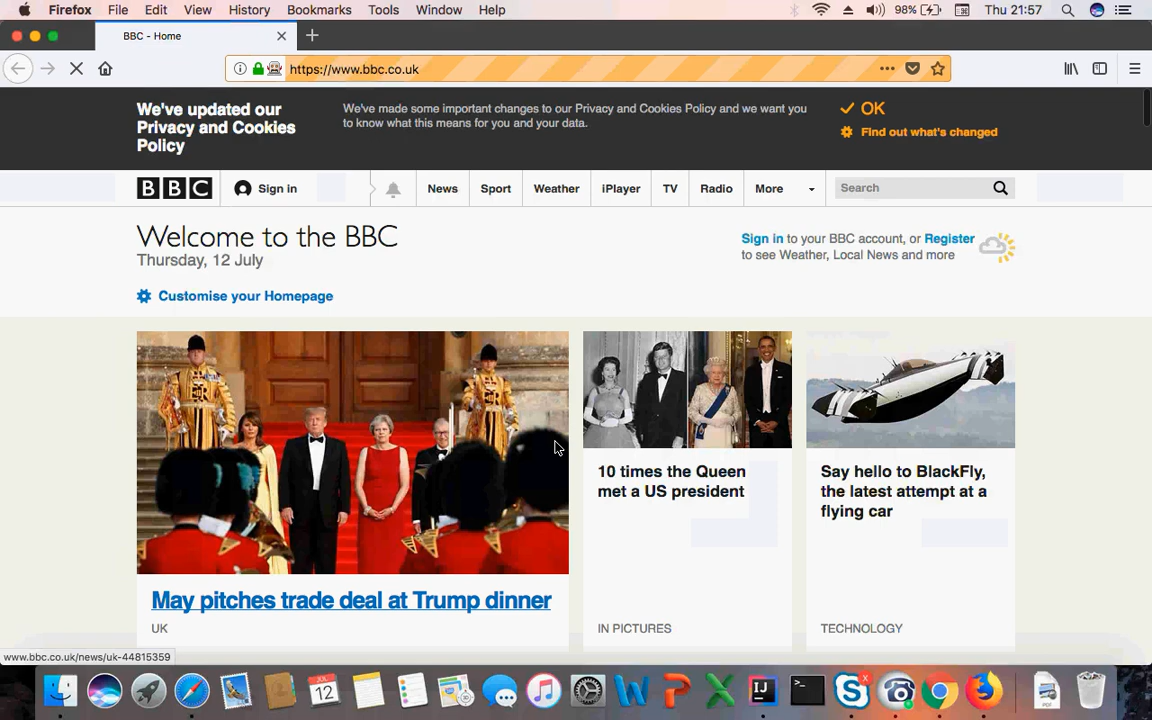 Firefox File Edit View History Bookmarks Tools Window Help 98% Thu 21:57
BBC - Home
https://www.bbc.co.uk
We've updated our
Privacy and Cookies
Policy
We've made some important changes to our Privacy and Cookies Policy and we want you
to know what this means for you and your data.
OK
Find out what's changed
BBC Sign in News Sport Weather iPlayer TV Radio More Search
Welcome to the BBC
Thursday, 12 July
Sign in to your BBC account, or Register
to see Weather, Local News and more
Customise your Homepage
May pitches trade deal at Trump dinner
UK
10 times the Queen
met a US president
IN PICTURES
Say hello to BlackFly,
the latest attempt at a
flying car
TECHNOLOGY
www.bbc.co.uk/news/uk-44815359
JUL
12
W P X IJ
PDF